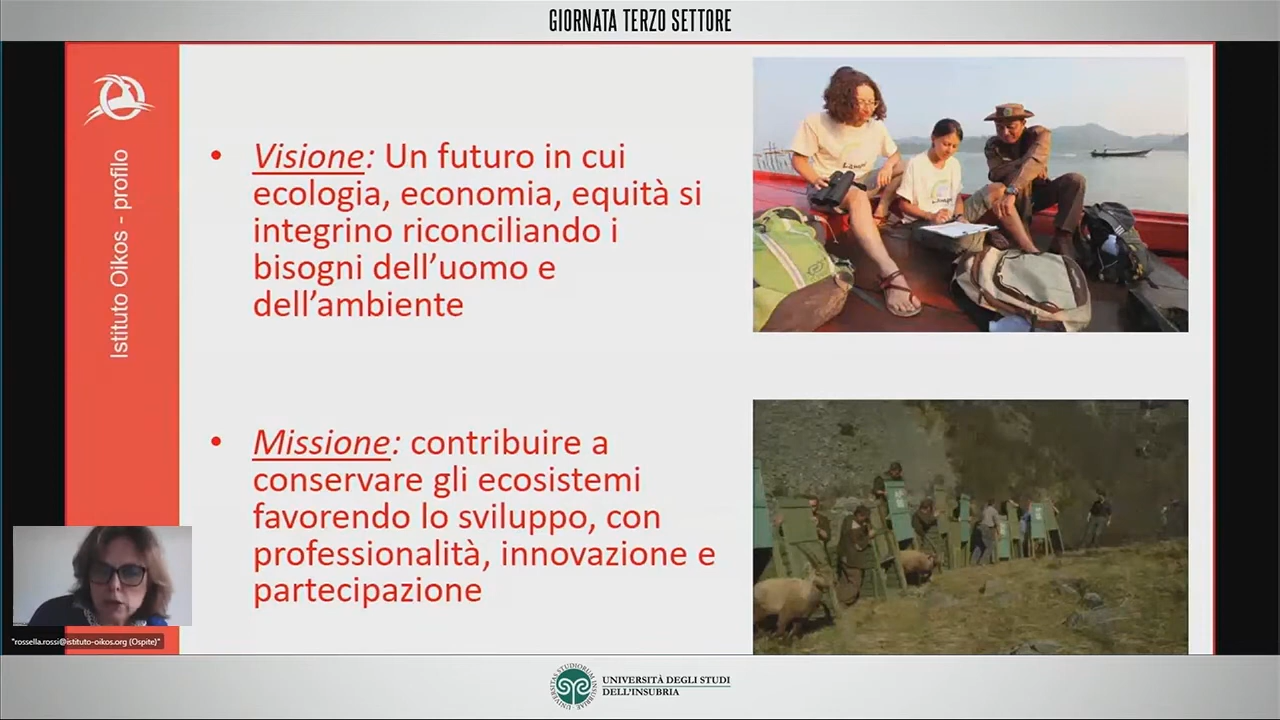 GIORNATA TERZO SETTORE
Istituto Oikos - profilo
• Visione: Un futuro in cui
ecologia, economia, equità si
integrino riconciliando i
bisogni dell’uomo e
dell’ambiente
• Missione: contribuire a
conservare gli ecosistemi
favorendo lo sviluppo, con
professionalità, innovazione e
partecipazione
"rossella.rossi@istituto-oikos.org (Ospite)"
UNIVERSITÀ DEGLI STUDI
DELL'INSUBRIA